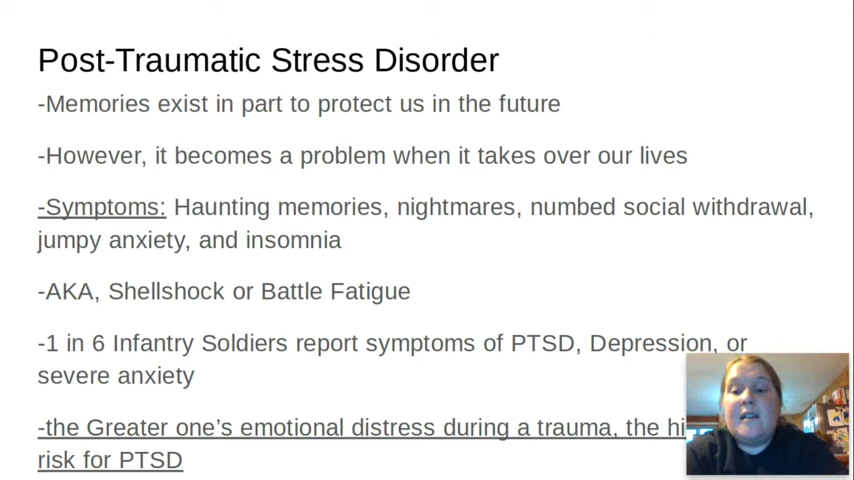 Post-Traumatic Stress Disorder
-Memories exist in part to protect us in the future
-However, it becomes a problem when it takes over our lives
-Symptoms: Haunting memories, nightmares, numbed social withdrawal,
jumpy anxiety, and insomnia
-AKA, Shellshock or Battle Fatigue
-1 in 6 Infantry Soldiers report symptoms of PTSD, Depression, or
severe anxiety
-the Greater one's emotional distress during a trauma, the
risk for PTSD